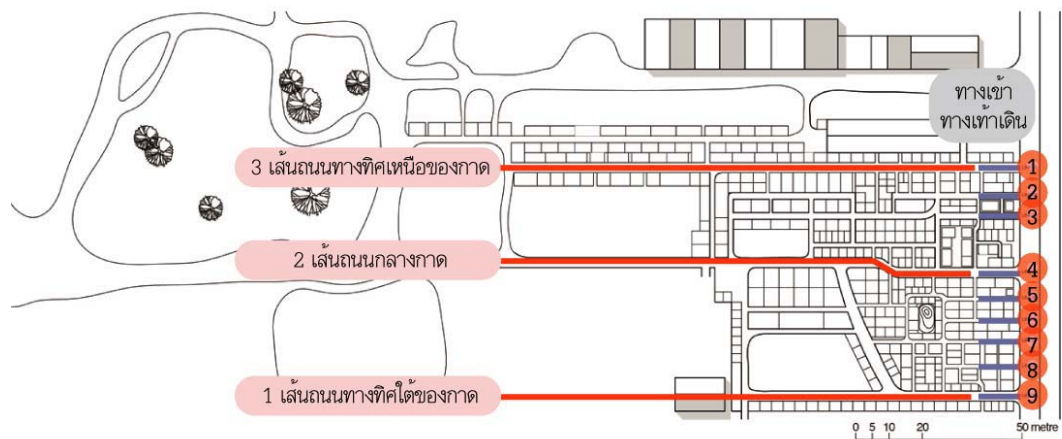 ทางเข้า
ทางเท้าเดิน
3 เส้นถนนทางทิศเหนือของกาด
1
2
3
2 เส้นถนนกลางกาด
4
5
6
7
8
1 เส้นถนนทางทิศใต้ของกาด
9
0 5 10 20 50 metre